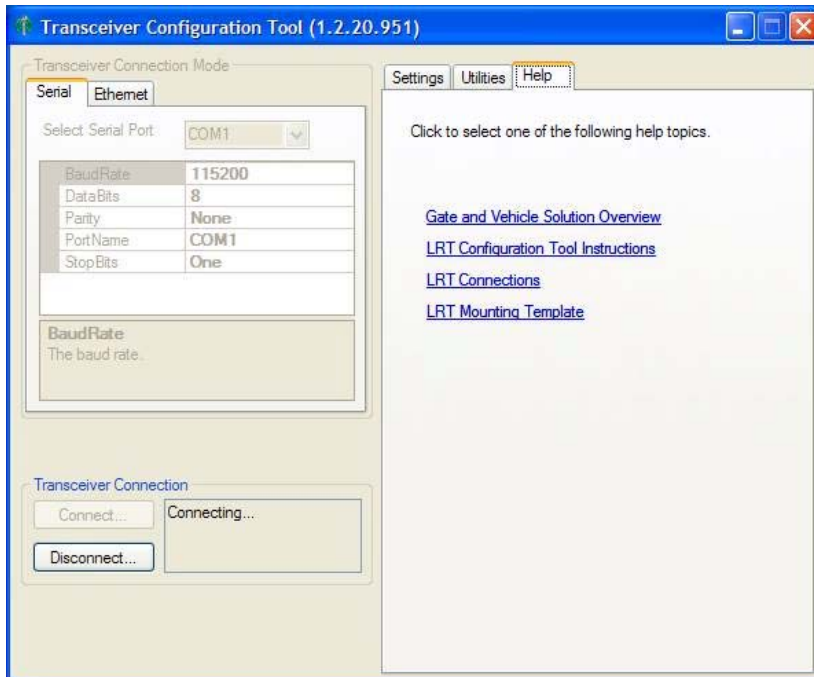 Transceiver Configuration Tool (1.2.20.951)
Transceiver Connection Mode
Serial Ethernet
Select Serial Port COM1
BaudRate 115200
DataBits 8
Parity None
PortName COM1
StopBits One
BaudRate
The baud rate.
Transceiver Connection
Connect... Connecting...
Disconnect...
Settings Utilities Help
Click to select one of the following help topics.
Gate and Vehicle Solution Overview
LRT Configuration Tool Instructions
LRT Connections
LRT Mounting Template